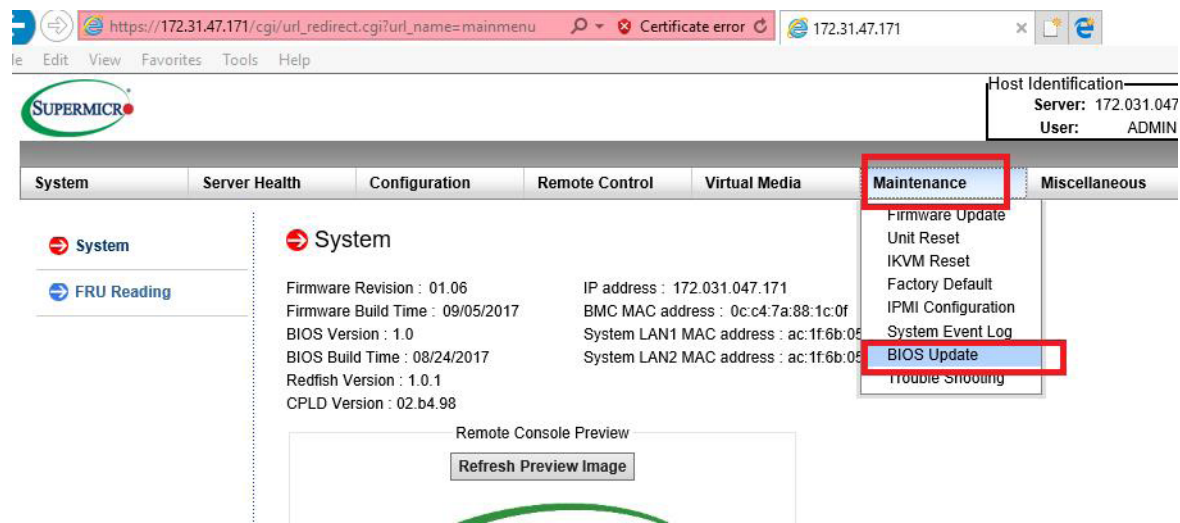 https://172.31.47.171/cgi/url_redirect.cgi?url_name=mainmenu Certificate error 172.31.47.171
Edit View Favorites Tools Help
SUPERMICR
Host Identification
Server: 172.031.047
User: ADMIN
System Server Health Configuration Remote Control Virtual Media Maintenance Miscellaneous
Firmware Update
Unit Reset
IKVM Reset
Factory Default
IPMI Configuration
System Event Log
BIOS Update
Trouble Shooting
System
FRU Reading
System
Firmware Revision : 01.06
Firmware Build Time : 09/05/2017
BIOS Version : 1.0
BIOS Build Time : 08/24/2017
Redfish Version : 1.0.1
CPLD Version : 02.b4.98
IP address : 172.031.047.171
BMC MAC address : 0c:c4:7a:88:1c:0f
System LAN1 MAC address : ac:1f:6b:05
System LAN2 MAC address : ac:1f:6b:05
Remote Console Preview
Refresh Preview Image